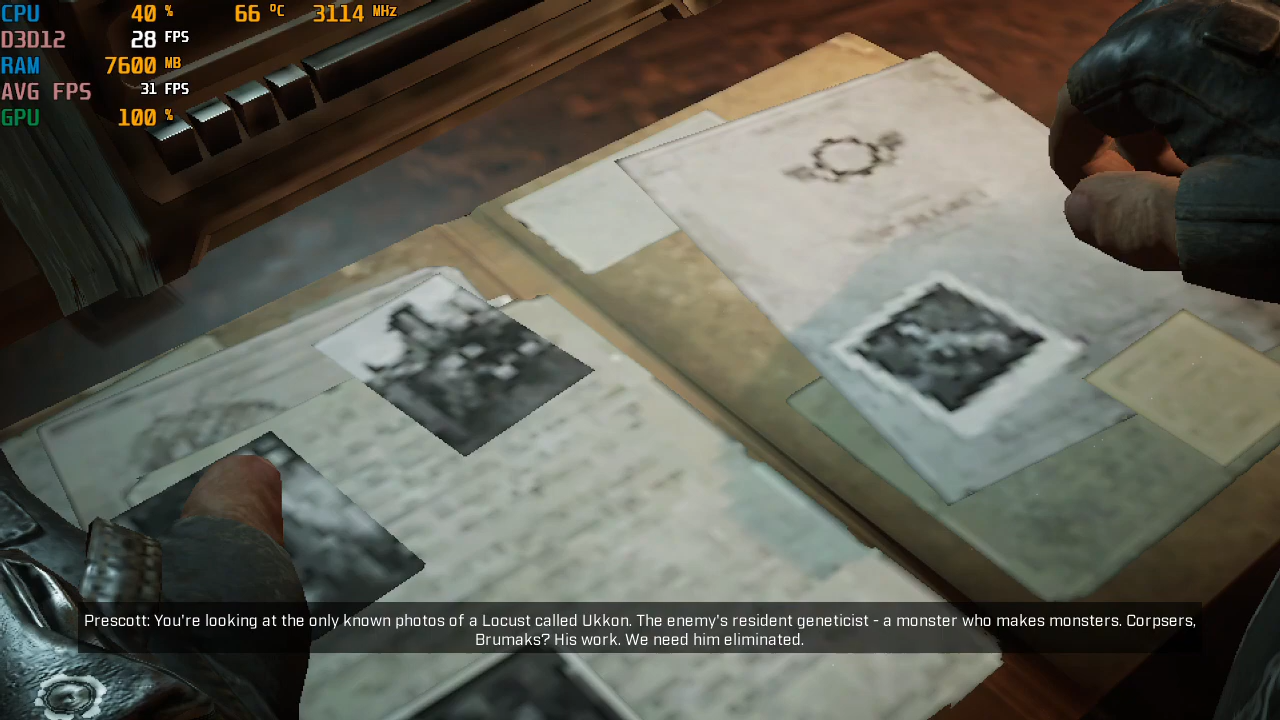 CPU 40 % 66 °C 3114 MHz
D3D12 28 FPS
RAM 7600 MB
AVG FPS 31 FPS
GPU 100 %
Prescott: You're looking at the only known photos of a Locust called Ukkon. The enemy's resident geneticist - a monster who makes monsters. Corpsers,
Brumaks? His work. We need him eliminated.